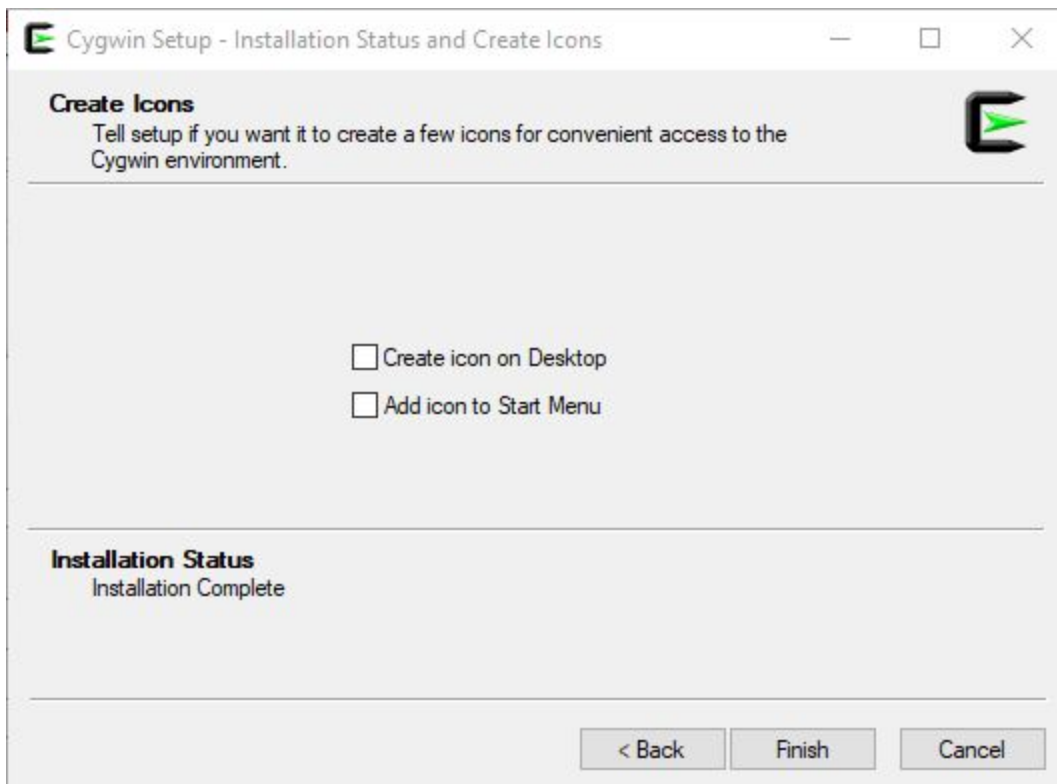 Cygwin Setup - Installation Status and Create Icons
Create Icons
Tell setup if you want it to create a few icons for convenient access to the
Cygwin environment.
Create icon on Desktop
Add icon to Start Menu
Installation Status
Installation Complete
< Back Finish Cancel